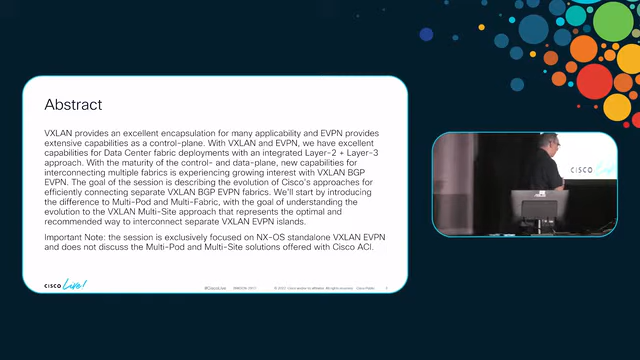 Abstract
VXLAN provides an excellent encapsulation for many applicability and EVPN provides
extensive capabilities as a control-plane. With VXLAN and EVPN, we have excellent
capabilities for Data Center fabric deployments with an integrated Layer-2 + Layer-3
approach. With the maturity of the control- and data-plane, new capabilities for
interconnecting multiple fabrics is experiencing growing interest with VXLAN BGP
EVPN. The goal of the session is describing the evolution of Cisco's approaches for
efficiently connecting separate VXLAN BGP EVPN fabrics. We'll start by introducing
the difference to Multi-Pod and Multi-Fabric, with the goal of understanding the
evolution to the VXLAN Multi-Site approach that represents the optimal and
recommended way to interconnect separate VXLAN EVPN islands.
Important Note: the session is exclusively focused on NX-OS standalone VXLAN EVPN
and does not discuss the Multi-Pod and Multi-Site solutions offered with Cisco ACI.
CISCO Live!
#CiscoLive
CISCO